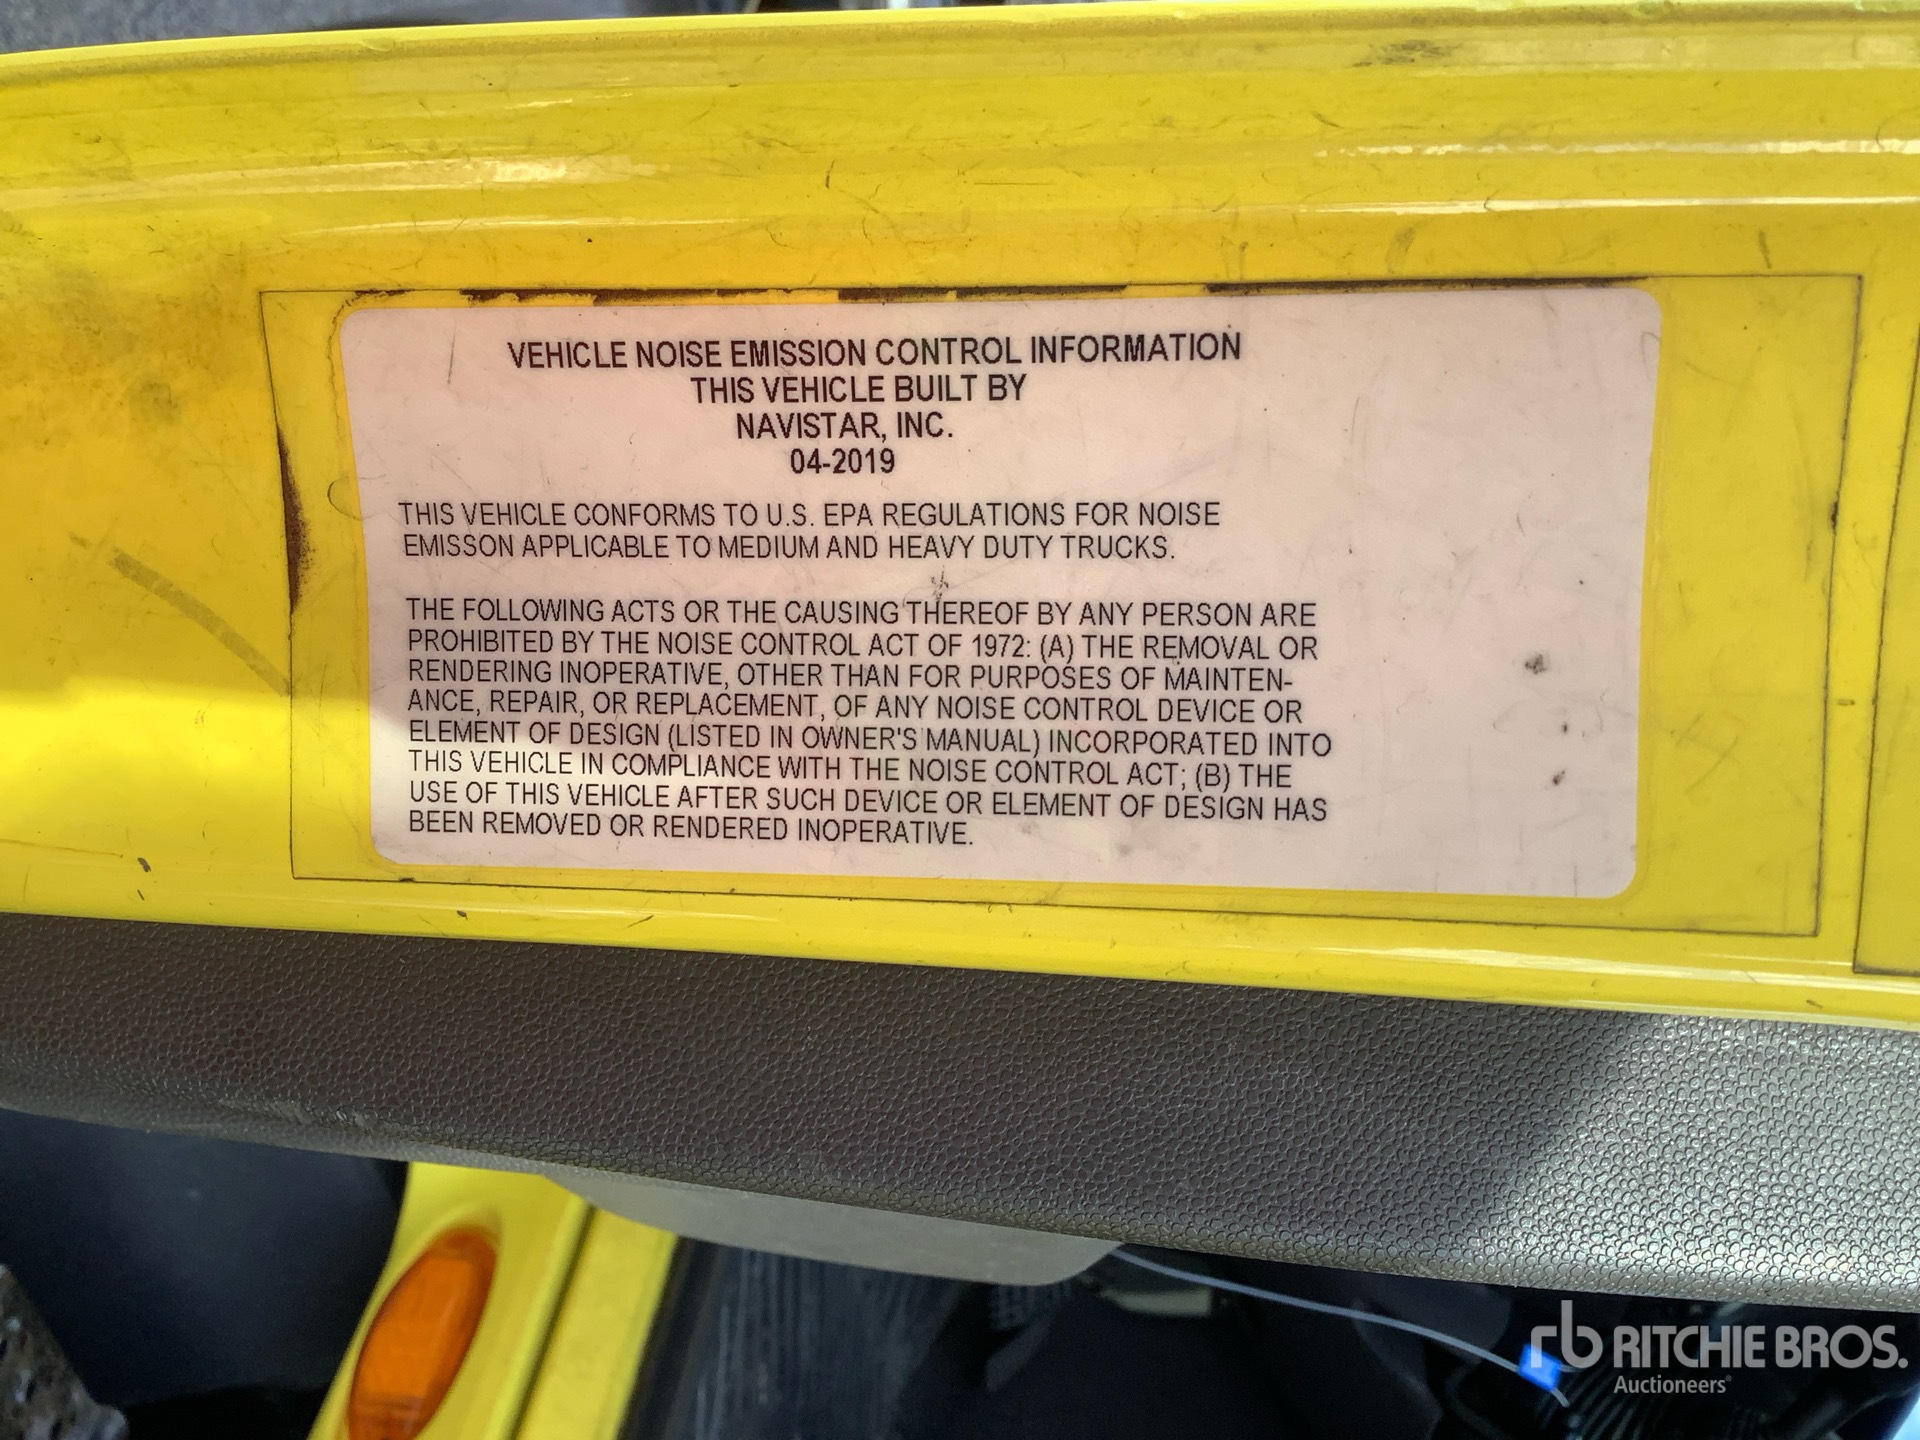 VEHICLE NOISE EMISSION CONTROL INFORMATION
THIS VEHICLE BUILT BY
NAVISTAR, INC.
04-2019
THIS VEHICLE CONFORMS TO U.S. EPA REGULATIONS FOR NOISE
EMISSON APPLICABLE TO MEDIUM AND HEAVY DUTY TRUCKS.
THE FOLLOWING ACTS OR THE CAUSING THEREOF BY ANY PERSON ARE
PROHIBITED BY THE NOISE CONTROL ACT OF 1972: (A) THE REMOVAL OR
RENDERING INOPERATIVE, OTHER THAN FOR PURPOSES OF MAINTEN-
ANCE, REPAIR, OR REPLACEMENT, OF ANY NOISE CONTROL DEVICE OR
ELEMENT OF DESIGN (LISTED IN OWNER'S MANUAL) INCORPORATED INTO
THIS VEHICLE IN COMPLIANCE WITH THE NOISE CONTROL ACT; (B) THE
USE OF THIS VEHICLE AFTER SUCH DEVICE OR ELEMENT OF DESIGN HAS
BEEN REMOVED OR RENDERED INOPERATIVE.
rb RITCHIE BROS.
Auctioneers®